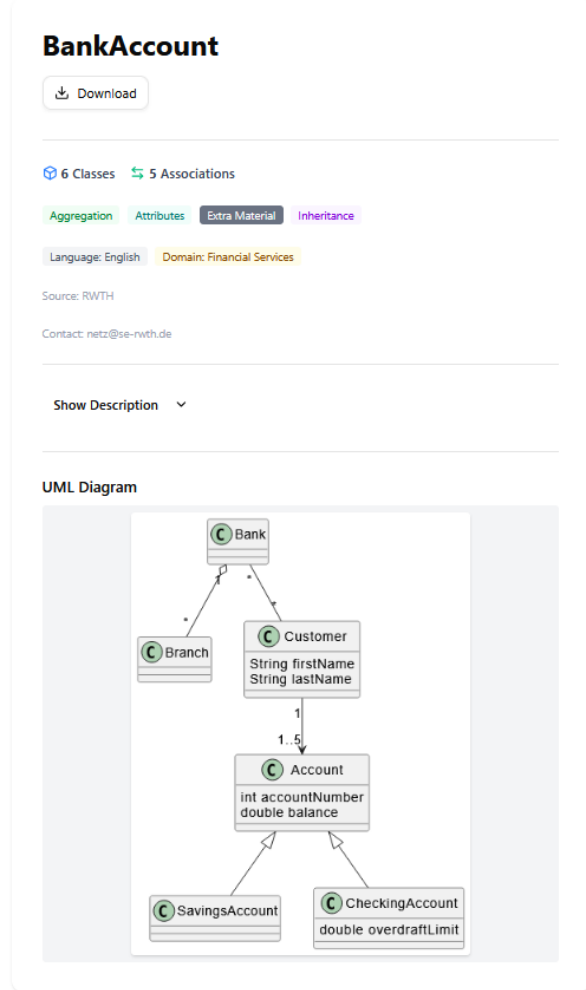 BankAccount
Download
6 Classes 5 Associations
Aggregation Attributes Extra Material Inheritance
Language: English Domain: Financial Services
Source: RWTH
Contact: netz@se-rwth.de
Show Description
UML Diagram
C Bank
1
*
*
*
C Branch
C Customer
String firstName
String lastName
1
1..5
C Account
int accountNumber
double balance
C SavingsAccount
C CheckingAccount
double overdraftLimit